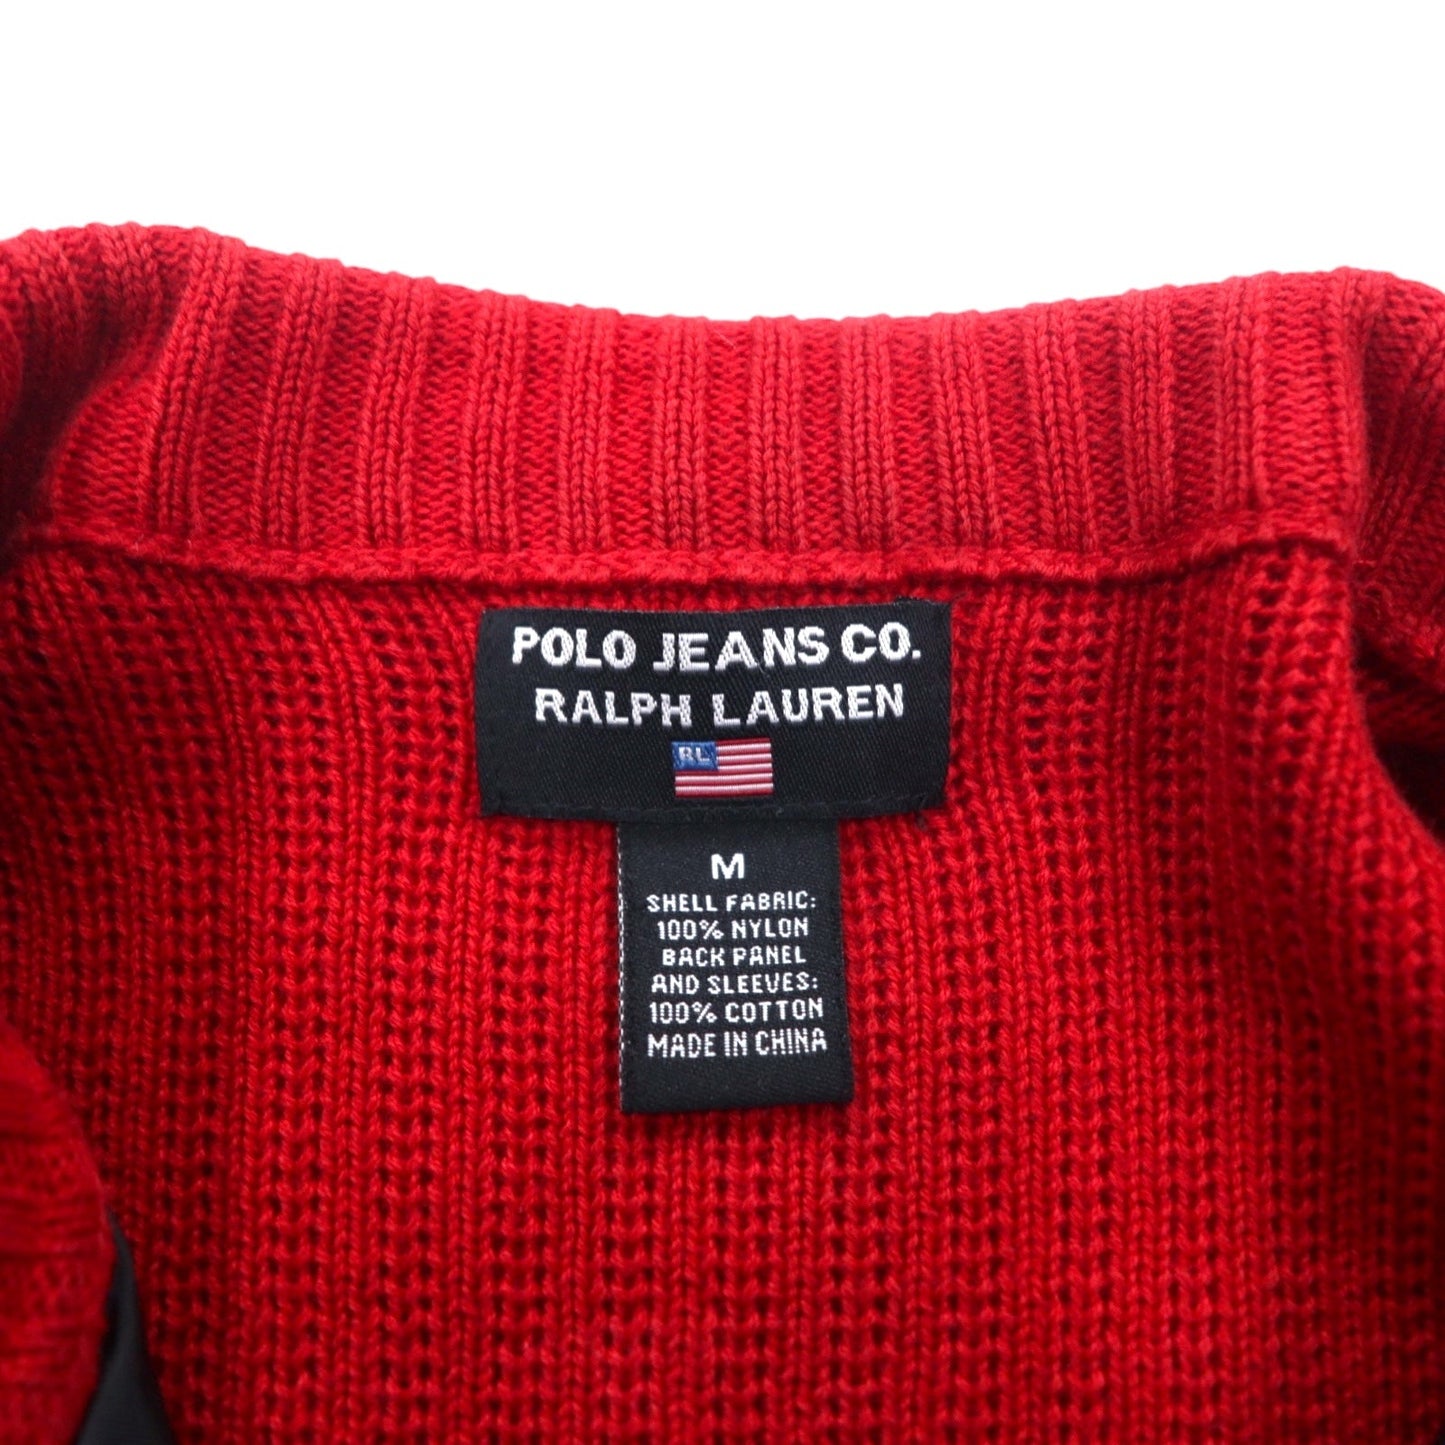 POLO JEANS CO.
RALPH LAUREN
RL
M
SHELL FABRIC:
100% NYLON
BACK PANEL
AND SLEEVES:
100% COTTON
MADE IN CHINA